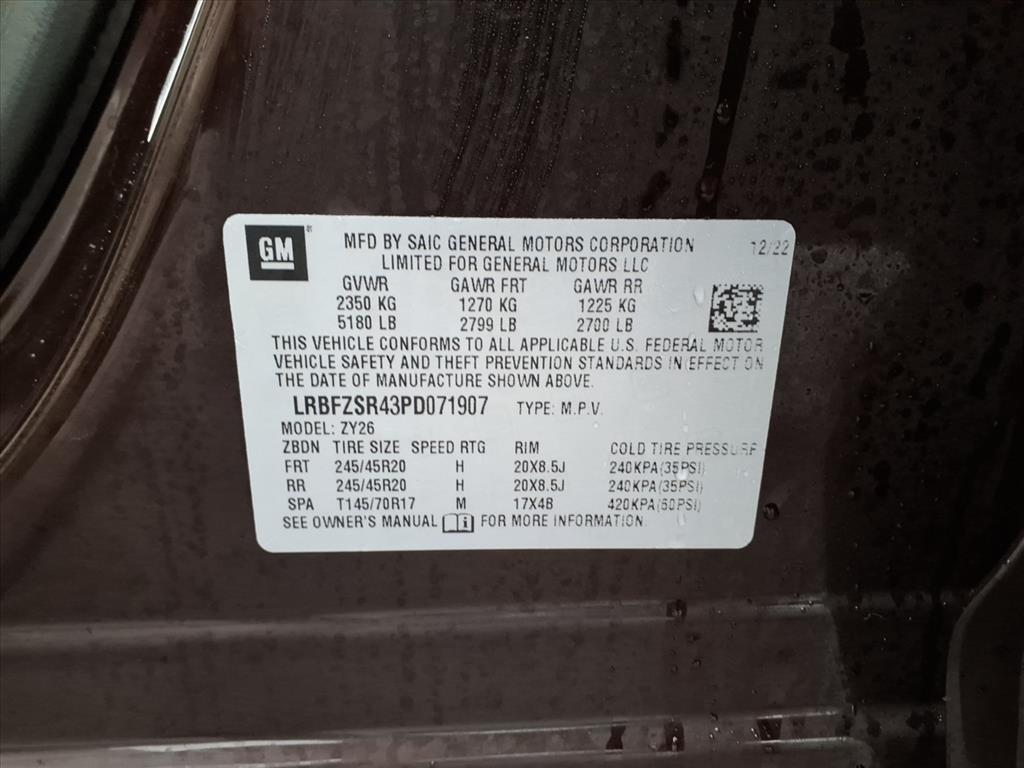 GM MFD BY SAIC GENERAL MOTORS CORPORATION 12/22
LIMITED FOR GENERAL MOTORS LLC
GVWR GAWR FRT GAWR RR
2350 KG 1270 KG 1225 KG
5180 LB 2799 LB 2700 LB
THIS VEHICLE CONFORMS TO ALL APPLICABLE U.S. FEDERAL MOTOR
VEHICLE SAFETY AND THEFT PREVENTION STANDARDS IN EFFECT ON
THE DATE OF MANUFACTURE SHOWN ABOVE.
LRBFZSR43PD071907 TYPE: M.P.V.
MODEL: ZY26
ZBDN TIRE SIZE SPEED RTG RIM COLD TIRE PRESSURE
FRT 245/45R20 H 20X8.5J 240KPA(35PSI)
RR 245/45R20 H 20X8.5J 240KPA(35PSI)
SPA T145/70R17 M 17X4B 420KPA(60PSI)
SEE OWNER'S MANUAL FOR MORE INFORMATION.